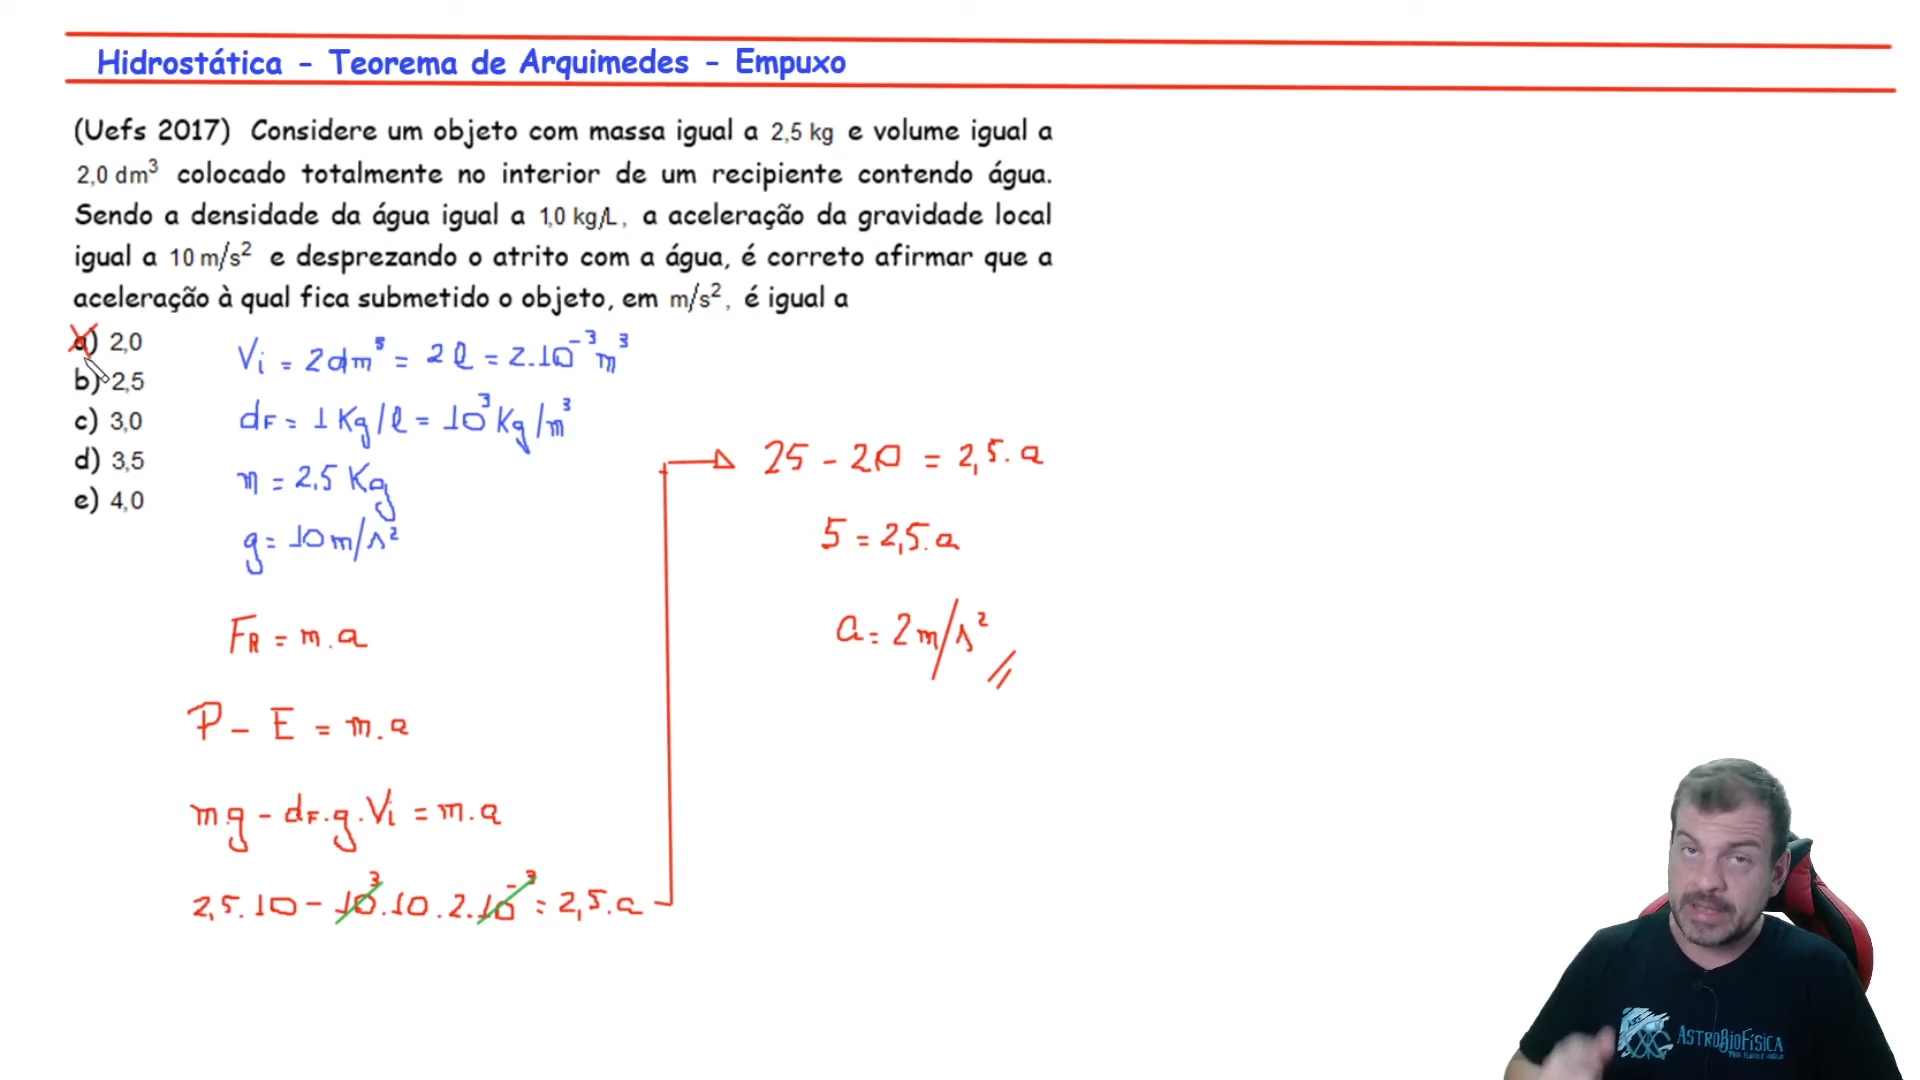 Hidrostática - Teorema de Arquimedes - Empuxo
(Uefs 2017) Considere um objeto com massa igual a 2,5 kg e volume igual a
2,0 dm³ colocado totalmente no interior de um recipiente contendo água.
Sendo a densidade da água igual a 1,0 kg/L, a aceleração da gravidade local
igual a 10 m/s² e desprezando o atrito com a água, é correto afirmar que a
aceleração à qual fica submetido o objeto, em m/s², é igual a
a) 2,0
b) 2,5
c) 3,0
d) 3,5
e) 4,0
Vi = 2 dm³ = 2 l = 2.10⁻³ m³
dF = 1 Kg/l = 10³ Kg/m³
m = 2,5 Kg
g = 10 m/s²
FR = m.a
P - E = m.a
mg - dF.g.Vi = m.a
2,5.10 - 10³.10.2.10⁻³ = 2,5.a
25 - 20 = 2,5.a
5 = 2,5.a
a = 2 m/s²
ASTROBIOFÍSICA